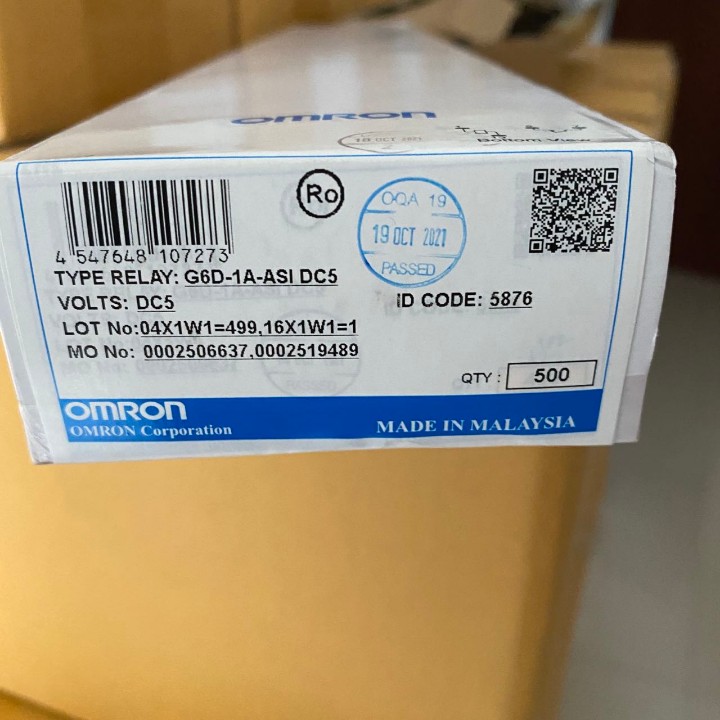 OMRON
19 OCT 2021
Bottom View
Ro
OQA 19
19 OCT 2021
PASSED
4 547648 107273
TYPE RELAY: G6D-1A-ASI DC5
VOLTS: DC5
ID CODE: 5876
LOT No:04X1W1=499,16X1W1=1
MO No: 0002506637,0002519489
QTY : 500
OMRON
OMRON Corporation
MADE IN MALAYSIA